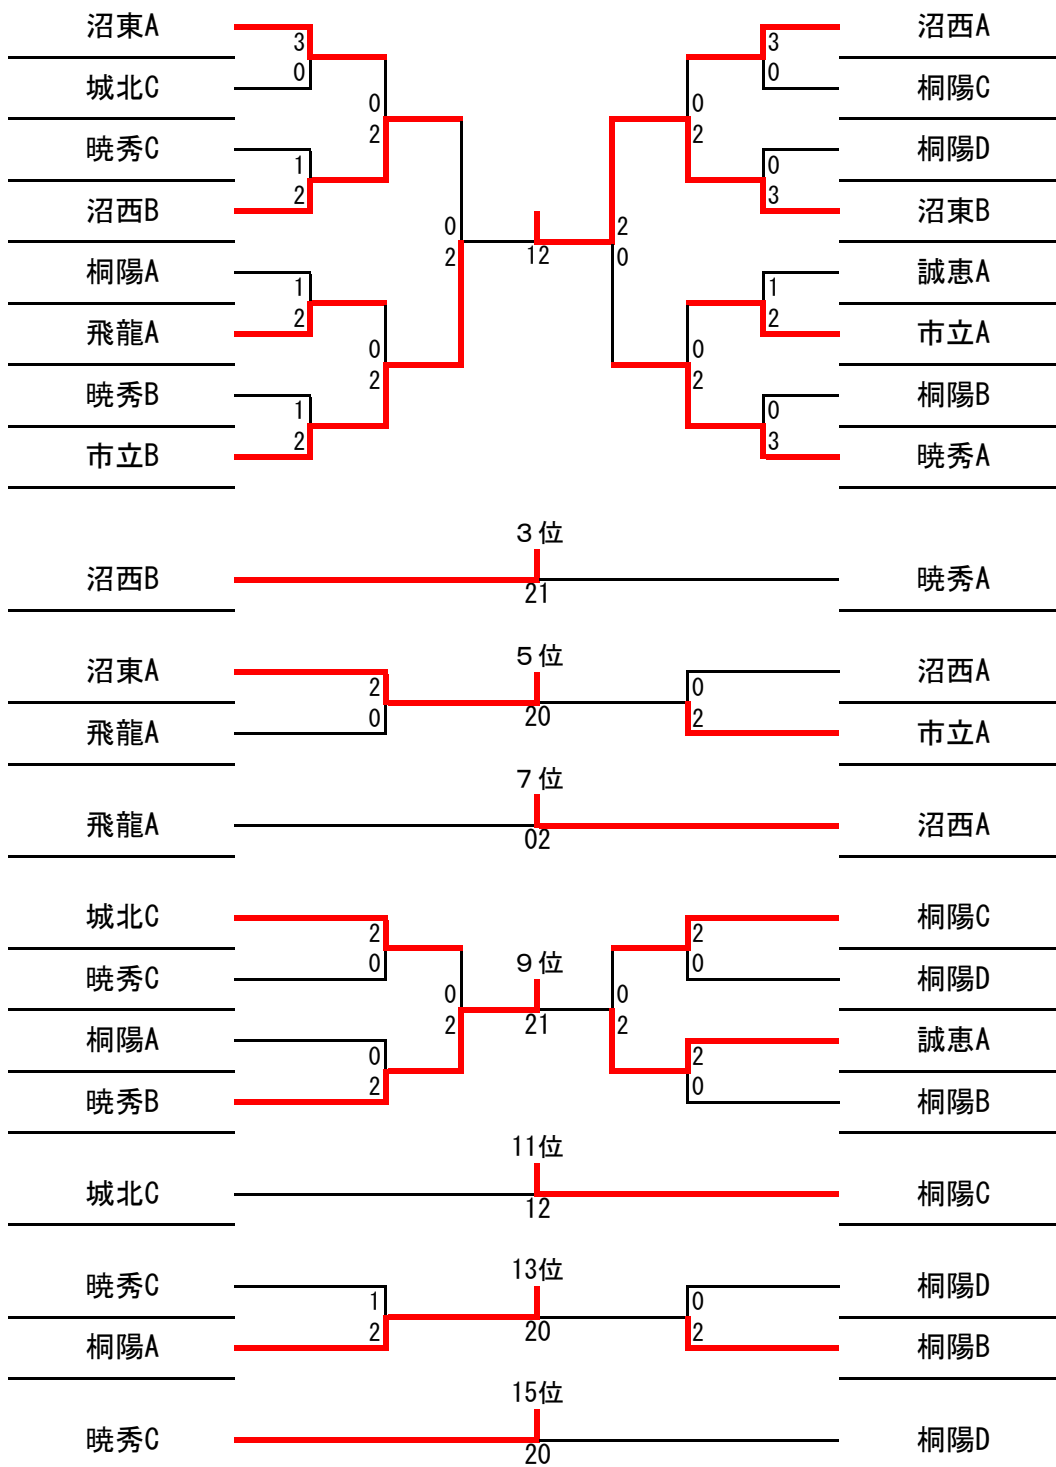 沼東A 沼西A
3 3
0 0
城北C 桐陽C
0 0
2 2
暁秀C 桐陽D
1 0
2 3
沼西B 沼東B
0 2
2 12 0
桐陽A 誠恵A
1 1
2 2
飛龍A 市立A
0 0
2 2
暁秀B 桐陽B
1 0
2 3
市立B 暁秀A
3位
沼西B 21 暁秀A
5位
沼東A 沼西A
2 0
0 20 2
飛龍A 市立A
7位
飛龍A 02 沼西A
城北C 桐陽C
2 2
0 0
9位
暁秀C 桐陽D
0 0
2 21 2
桐陽A 誠恵A
0 2
2 0
暁秀B 桐陽B
11位
城北C 12 桐陽C
13位
暁秀C 桐陽D
1 0
2 20 2
桐陽A 桐陽B
15位
暁秀C 20 桐陽D